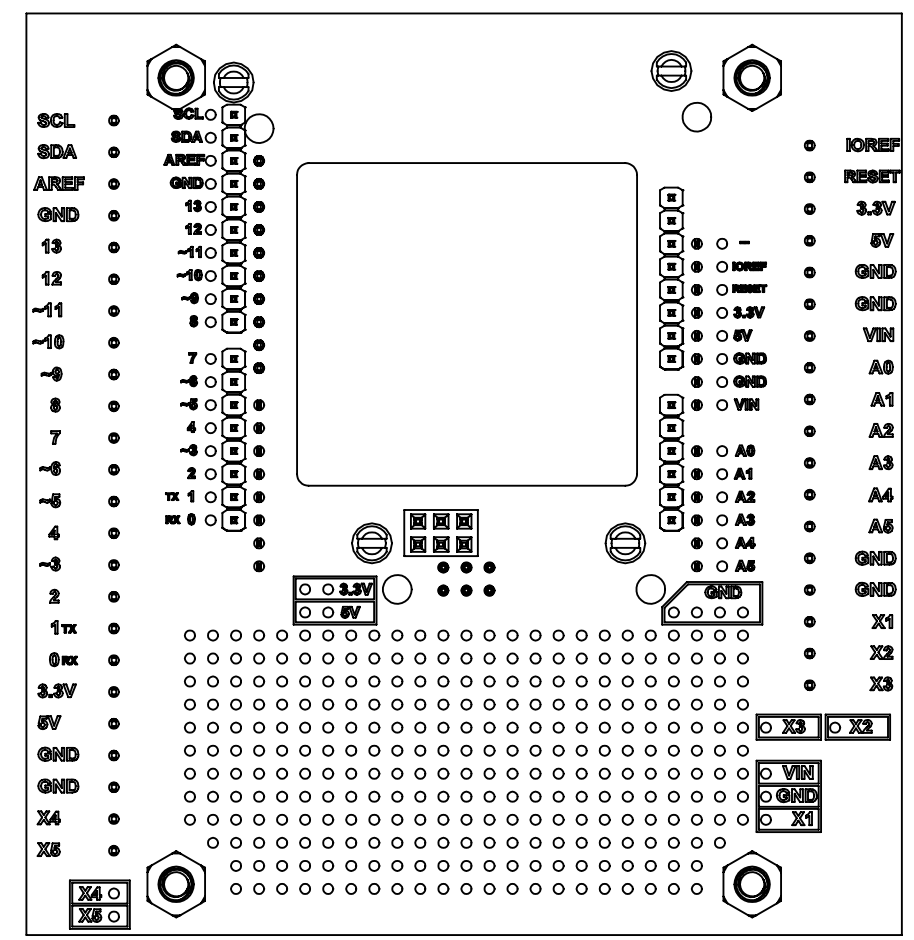 SCL
SDA
AREF
GND
13
12
~11
~10
~9
8
7
~6
~5
4
~3
2
1 TX
0 RX
3.3V
5V
GND
GND
X4
X5
X4
X5
SCL
SDA
AREF
GND
13
12
~11
~10
~9
8
7
~6
~5
4
~3
2
TX 1
RX 0
3.3V
5V
–
IOREF
RESET
3.3V
5V
GND
GND
VIN
A0
A1
A2
A3
A4
A5
GND
IOREF
RESET
3.3V
5V
GND
GND
VIN
A0
A1
A2
A3
A4
A5
GND
GND
X1
X2
X3
X3
X2
VIN
GND
X1